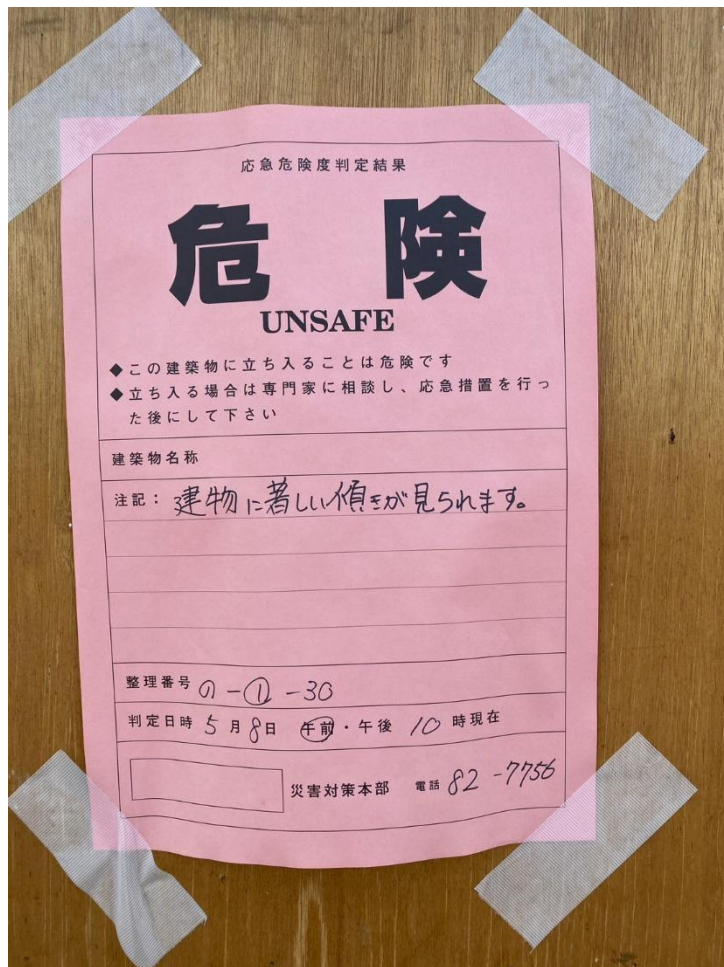 応急危険度判定結果
危険
UNSAFE
◆この建築物に立ち入ることは危険です
◆立ち入る場合は専門家に相談し、応急措置を行っ
た後にして下さい
建築物名称
注記：建物に著しい傾きが見られます。
整理番号 の-①-30
判定日時 5月8日 午前・午後 10時現在
災害対策本部 電話 82-7756